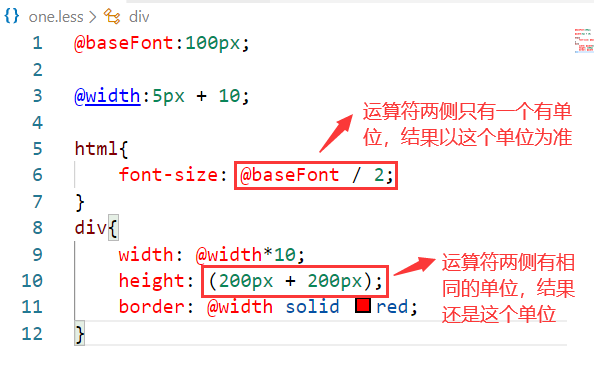 one.less > div
1 @baseFont:100px;
2
3 @width:5px + 10;
4
5 html{
6 font-size: @baseFont / 2;
7 }
8 div{
9 width: @width*10;
10 height: (200px + 200px);
11 border: @width solid red;
12 }
运算符两侧只有一个有单
位，结果以这个单位为准
运算符两侧有相
同的单位，结果
还是这个单位